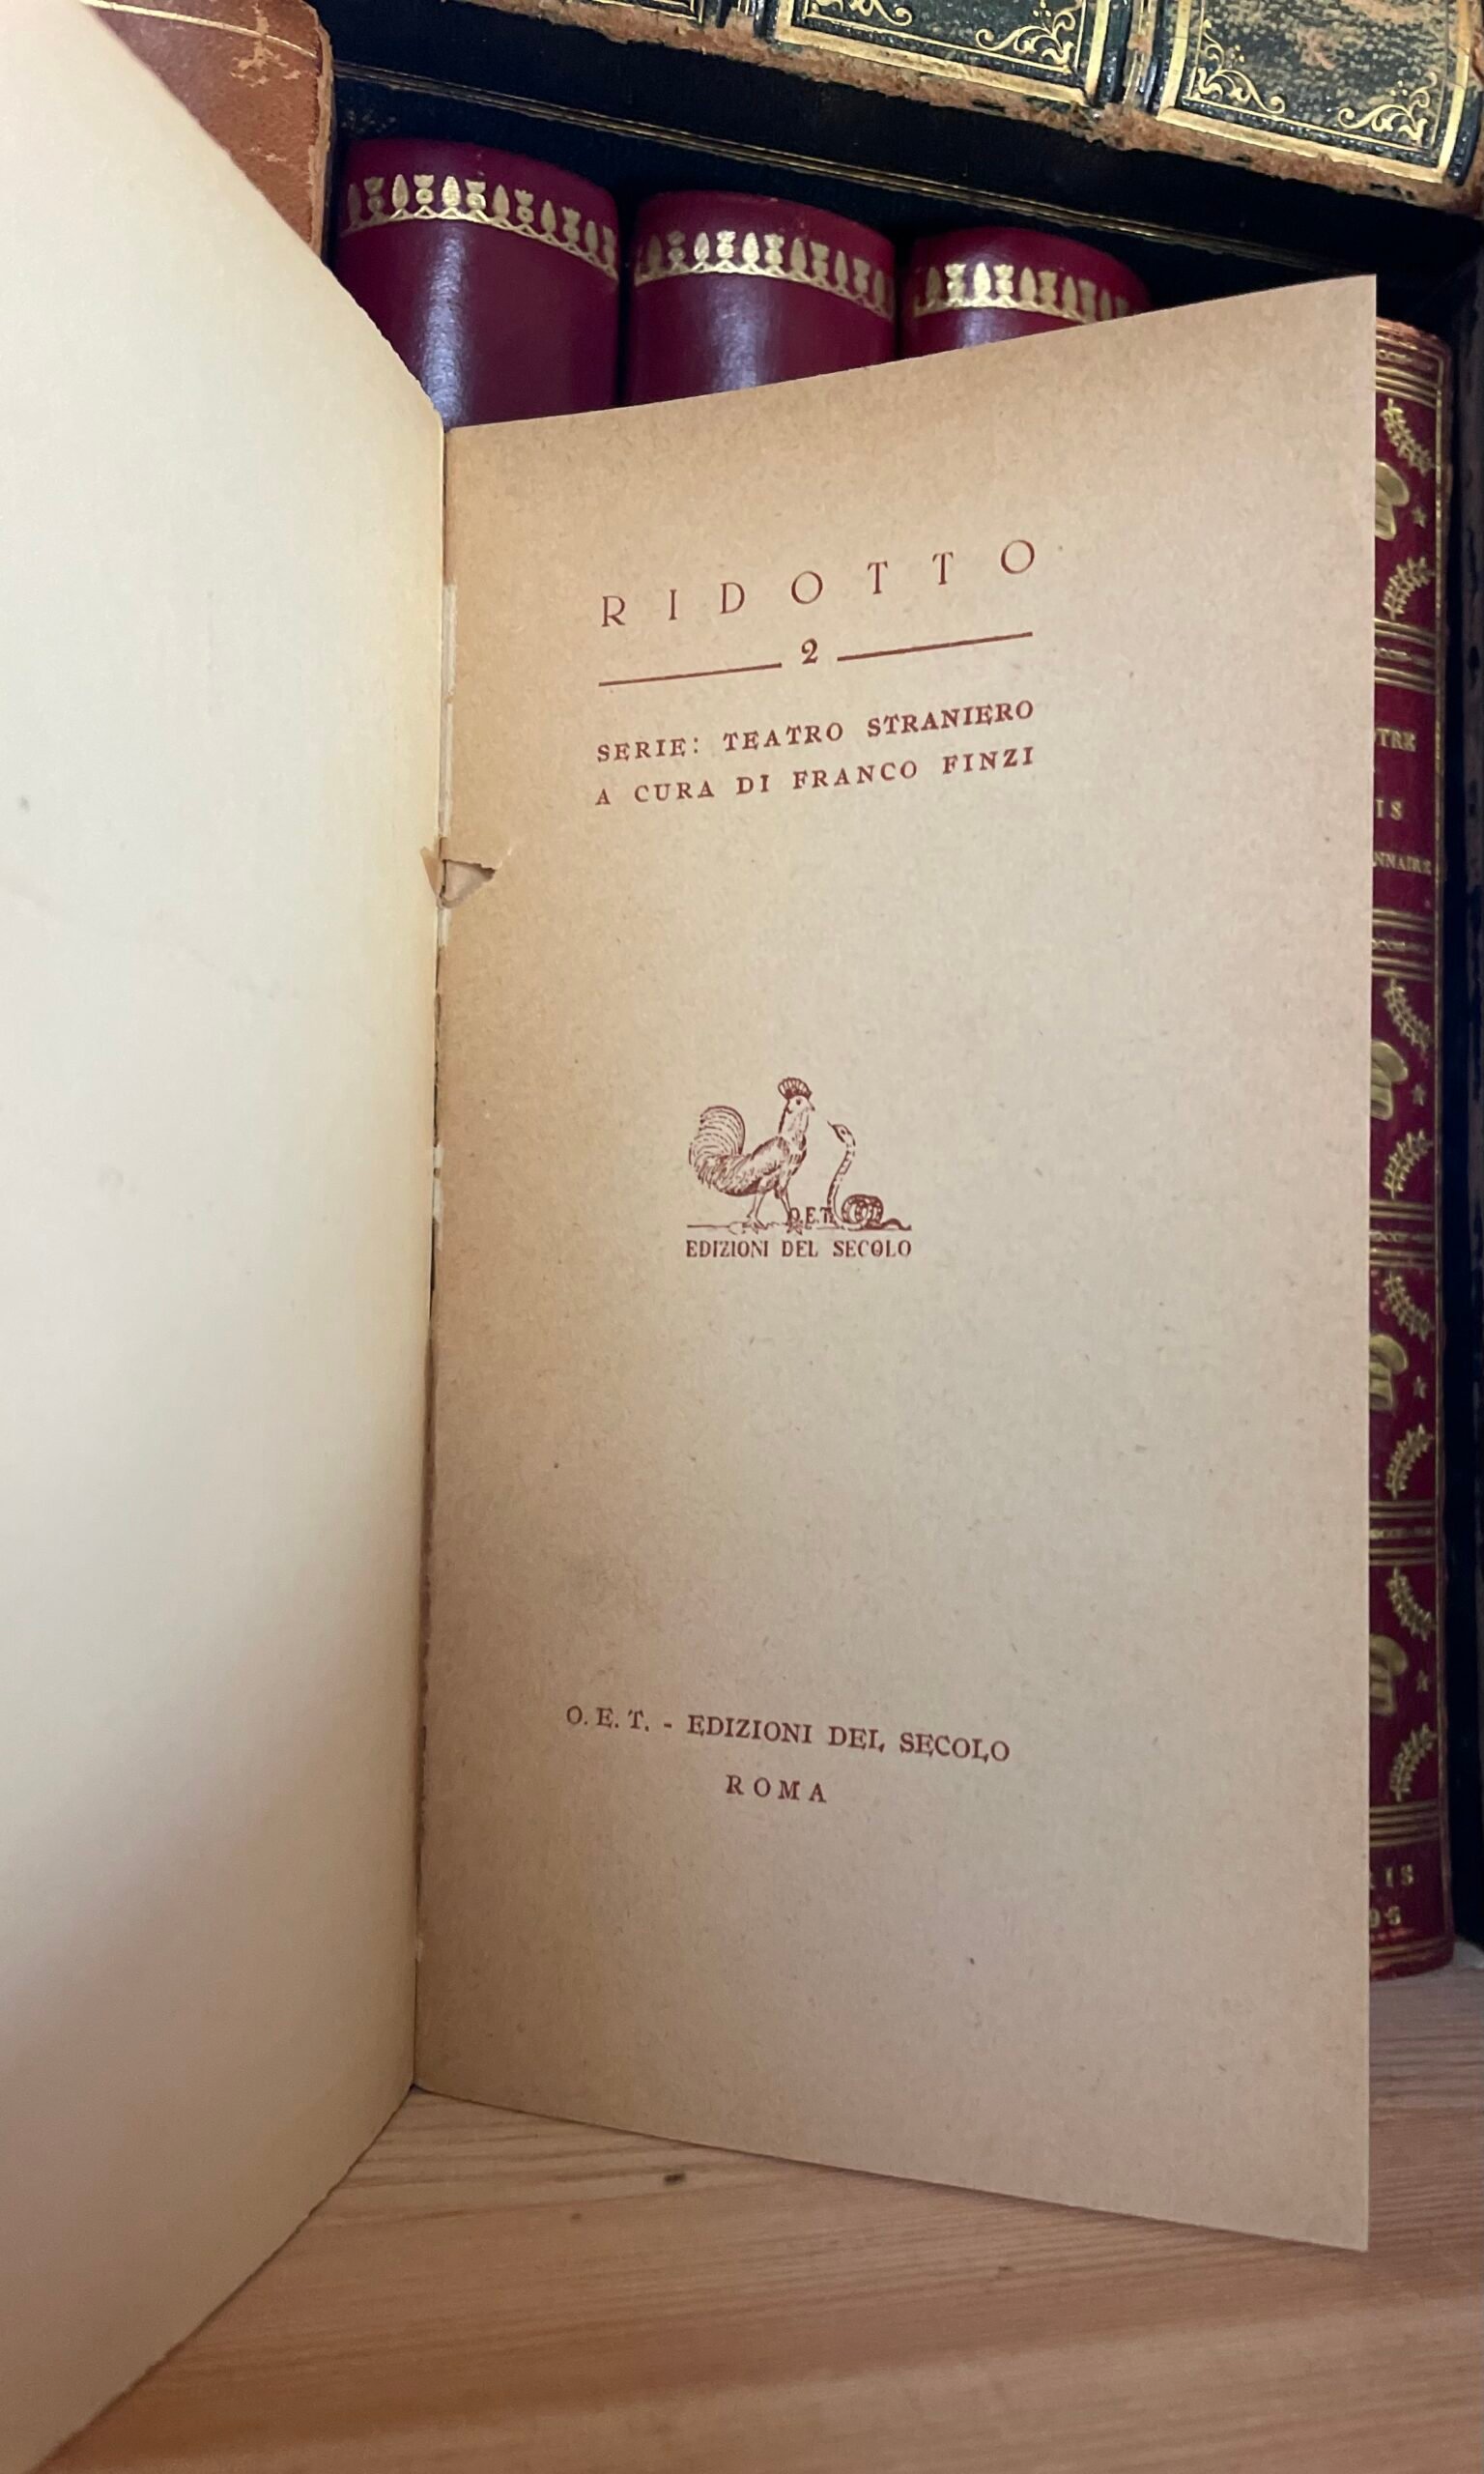 RIDOTTO
2
SERIE: TEATRO STRANIERO
A CURA DI FRANCO FINZI
O.E.T.
EDIZIONI DEL SECOLO
O. E. T. - EDIZIONI DEL SECOLO
ROMA